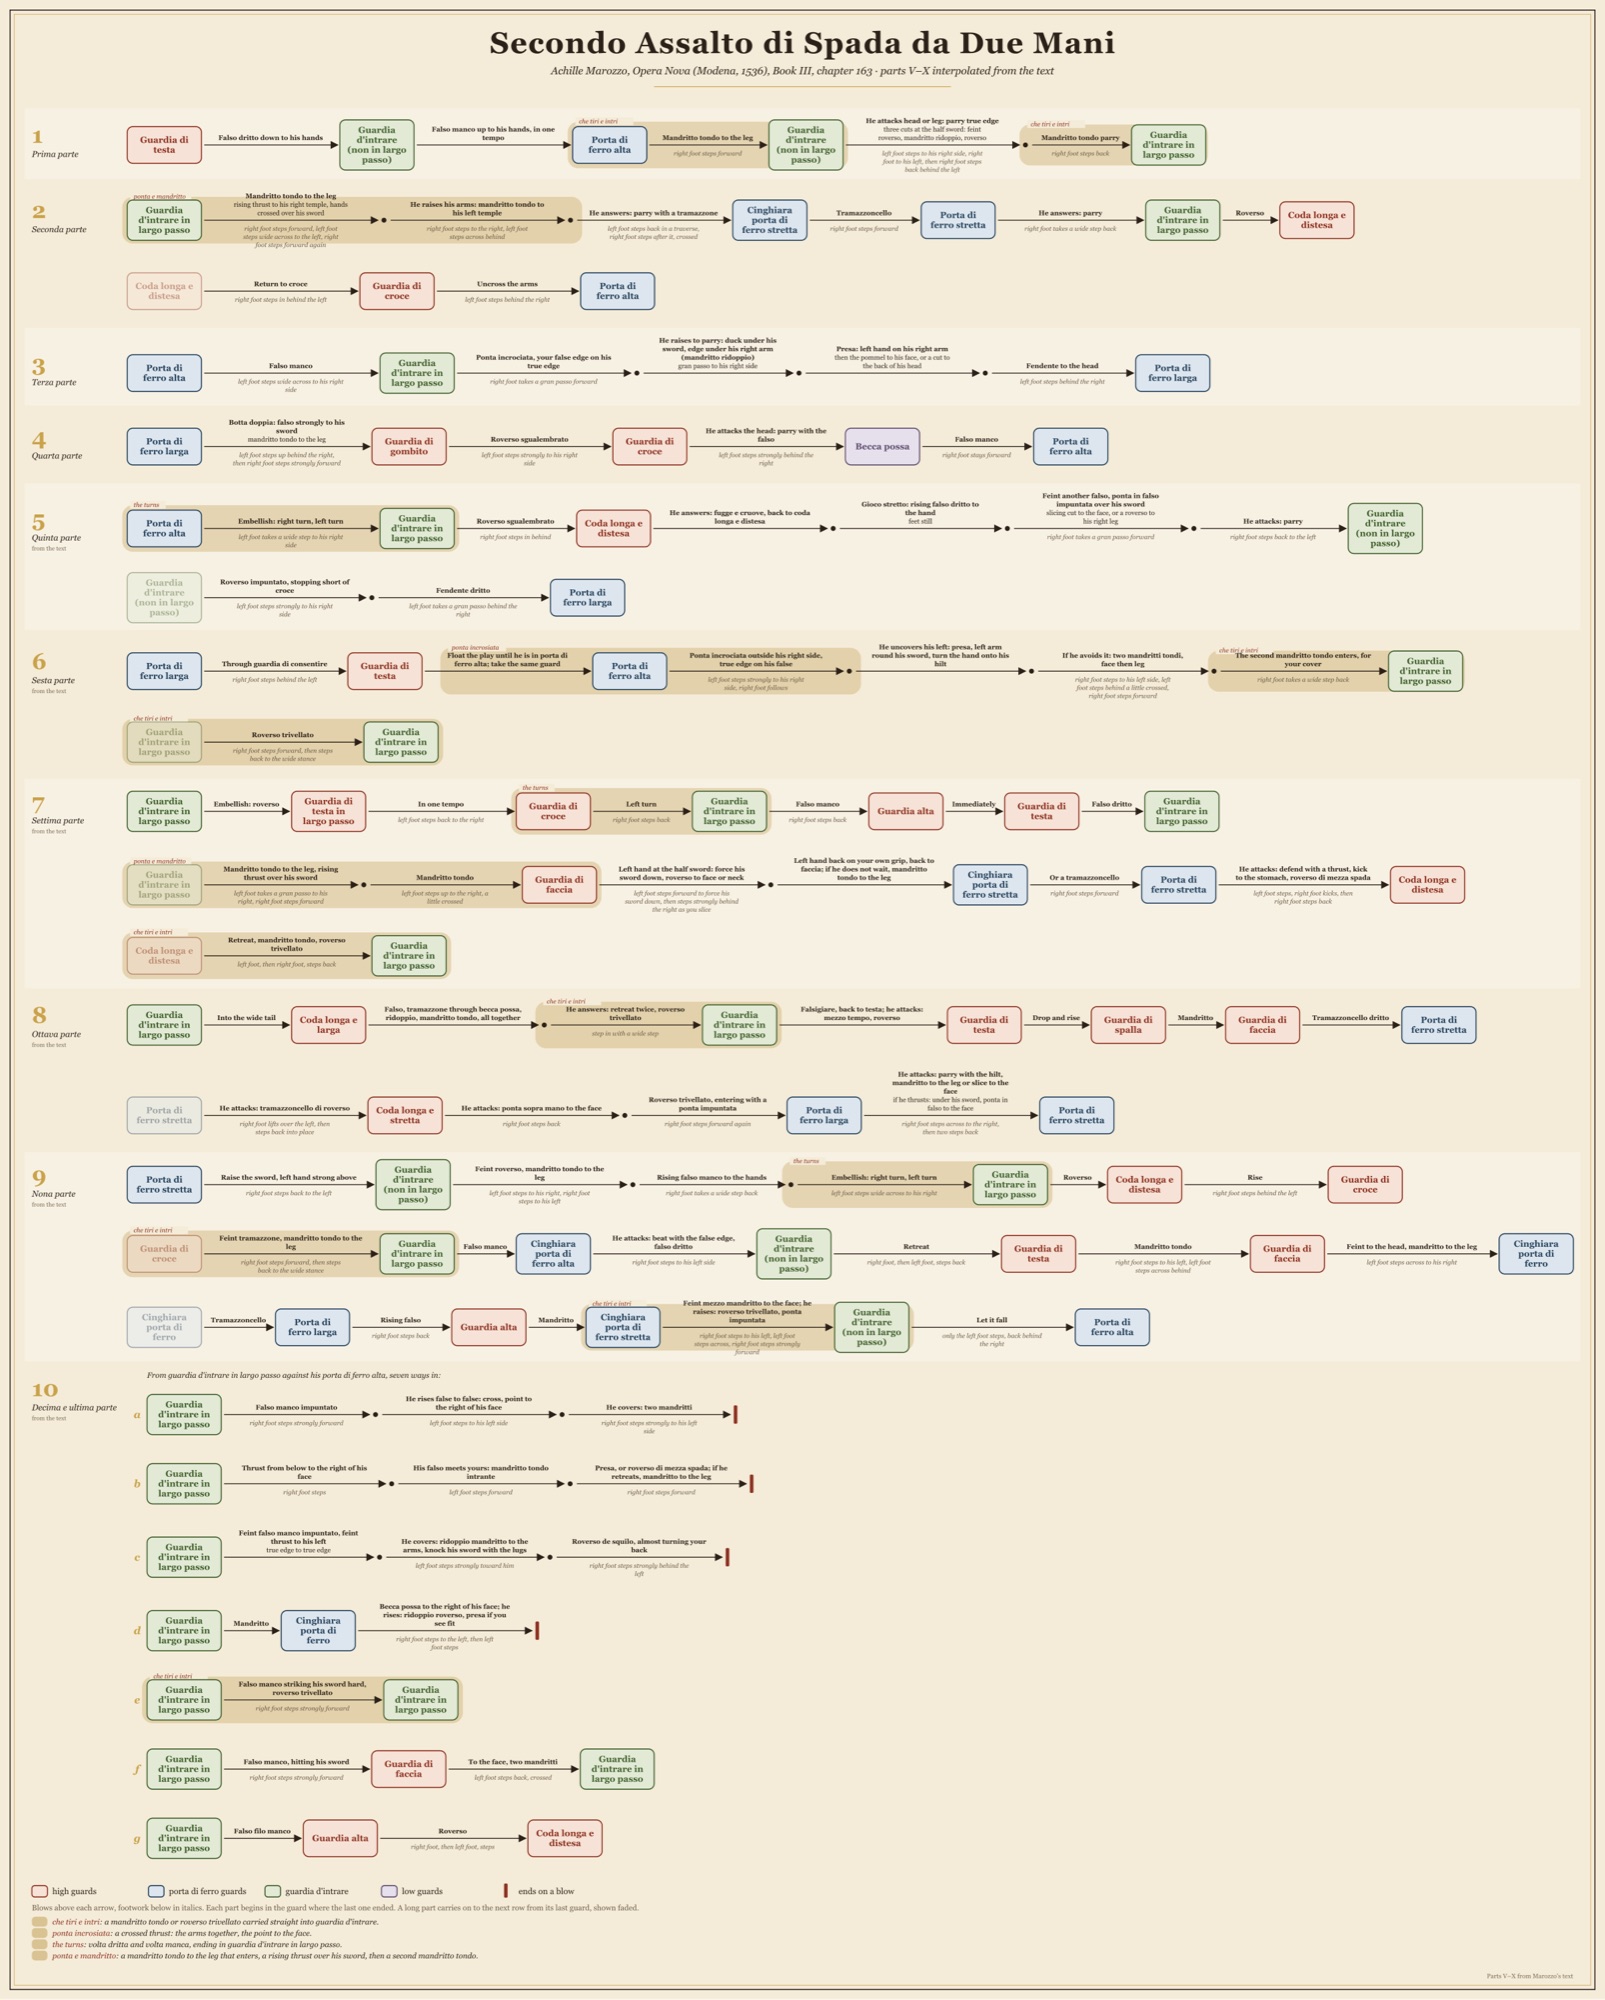 Secondo Assalto di Spada da Due Mani
Achille Marozzo, Opera Nova (Modena, 1536), Book III, chapter 163 · parts V–X interpolated from the text
1
Prima parte
Guardia di
testa
Falso dritto down to his hands
Guardia
d'intrare
(non in largo
passo)
Falso manco up to his hands, in one
tempo
che tiri e intri
Porta di
ferro alta
Mandritto tondo to the leg
right foot steps forward
Guardia
d'intrare
(non in largo
passo)
He attacks head or leg: parry true edge
three cuts at the half sword: feint
roverso, mandritto ridoppio, roverso
left foot steps to his right side, right
foot to his left, then right foot steps
back behind the left
che tiri e intri
Mandritto tondo parry
right foot steps back
Guardia
d'intrare in
largo passo
2
Seconda parte
ponta e mandritto
Guardia
d'intrare in
largo passo
Mandritto tondo to the leg
rising thrust to his right temple, hands
crossed over his sword
right foot steps forward, left foot
steps wide across to the left, right
foot steps forward again
He raises his arms: mandritto tondo to
his left temple
right foot steps to the right, left foot
steps across behind
He answers: parry with a tramazzone
left foot steps back in a traverse,
right foot steps after it, crossed
Cinghiara
porta di
ferro stretta
Tramazzoncello
right foot steps forward
Porta di
ferro stretta
He answers: parry
right foot takes a wide step back
Guardia
d'intrare in
largo passo
Roverso
Coda longa e
distesa
Coda longa e
distesa
Return to croce
right foot steps in behind the left
Guardia di
croce
Uncross the arms
left foot steps behind the right
Porta di
ferro alta
3
Terza parte
Porta di
ferro alta
Falso manco
left foot steps wide across to his right
side
Guardia
d'intrare in
largo passo
Ponta incrociata, your false edge on his
true edge
right foot takes a gran passo forward
He raises to parry: duck under his
sword, edge under his right arm
(mandritto ridoppio)
gran passo to his right side
Presa: left hand on his right arm
then the pommel to his face, or a cut to
the back of his head
Fendente to the head
left foot steps behind the right
Porta di
ferro larga
4
Quarta parte
Porta di
ferro larga
Botta doppia: falso strongly to his
sword
mandritto tondo to the leg
left foot steps up behind the right,
then right foot steps strongly forward
Guardia di
gombito
Roverso sgualembrato
left foot steps strongly to his right
side
Guardia di
croce
He attacks the head: parry with the
falso
left foot steps strongly behind the
right
Becca possa
Falso manco
right foot stays forward
Porta di
ferro alta
5
Quinta parte
from the text
the turns
Porta di
ferro alta
Embellish: right turn, left turn
left foot takes a wide step to his right
side
Guardia
d'intrare in
largo passo
Roverso sgualembrato
right foot steps in behind
Coda longa e
distesa
He answers: fugge e cruove, back to coda
longa e distesa
Gioco stretto: rising falso dritto to
the hand
feet still
Feint another falso, ponta in falso
impuntata over his sword
slicing cut to the face, or a roverso to
his right leg
right foot takes a gran passo forward
He attacks: parry
right foot steps back to the left
Guardia
d'intrare
(non in largo
passo)
Guardia
d'intrare
(non in largo
passo)
Roverso impuntato, stopping short of
croce
left foot steps strongly to his right
side
Fendente dritto
left foot takes a gran passo behind the
right
Porta di
ferro larga
6
Sesta parte
from the text
Porta di
ferro larga
Through guardia di consentire
right foot steps behind the left
Guardia di
testa
ponta incrosiata
Float the play until he is in porta di
ferro alta; take the same guard
Porta di
ferro alta
Ponta incrociata outside his right side,
true edge on his false
left foot steps strongly to his right
side, right foot follows
He uncovers his left: presa, left arm
round his sword, turn the hand onto his
hilt
If he avoids it: two mandritti tondi,
face then leg
right foot steps to his left side, left
foot steps behind a little crossed,
right foot steps forward
che tiri e intri
The second mandritto tondo enters, for
your cover
right foot takes a wide step back
Guardia
d'intrare in
largo passo
che tiri e intri
Guardia
d'intrare in
largo passo
Roverso trivellato
right foot steps forward, then steps
back to the wide stance
Guardia
d'intrare in
largo passo
7
Settima parte
from the text
Guardia
d'intrare in
largo passo
Embellish: roverso
Guardia di
testa in
largo passo
In one tempo
left foot steps back to the right
the turns
Guardia di
croce
Left turn
right foot steps back
Guardia
d'intrare in
largo passo
Falso manco
right foot steps back
Guardia alta
Immediately
Guardia di
testa
Falso dritto
Guardia
d'intrare in
largo passo
ponta e mandritto
Guardia
d'intrare in
largo passo
Mandritto tondo to the leg, rising
thrust over his sword
left foot takes a gran passo to his
right, right foot steps forward
Mandritto tondo
left foot steps up to the right, a
little crossed
Guardia di
faccia
Left hand at the half sword: force his
sword down, roverso to face or neck
left foot steps forward to force his
sword down, then steps strongly behind
the right as you slice
Left hand back on your own grip, back to
faccia; if he does not wait, mandritto
tondo to the leg
Cinghiara
porta di
ferro stretta
Or a tramazzoncello
right foot steps forward
Porta di
ferro stretta
He attacks: defend with a thrust, kick
to the stomach, roverso di mezza spada
left foot steps, right foot kicks, then
right foot steps back
Coda longa e
distesa
che tiri e intri
Coda longa e
distesa
Retreat, mandritto tondo, roverso
trivellato
left foot, then right foot, steps back
Guardia
d'intrare in
largo passo
8
Ottava parte
from the text
Guardia
d'intrare in
largo passo
Into the wide tail
Coda longa e
larga
Falso, tramazzone through becca possa,
ridoppio, mandritto tondo, all together
che tiri e intri
He answers: retreat twice, roverso
trivellato
step in with a wide step
Guardia
d'intrare in
largo passo
Falsigiare, back to testa; he attacks:
mezzo tempo, roverso
Guardia di
testa
Drop and rise
Guardia di
spalla
Mandritto
Guardia di
faccia
Tramazzoncello dritto
Porta di
ferro stretta
Porta di
ferro stretta
He attacks: tramazzoncello di roverso
right foot lifts over the left, then
steps back into place
Coda longa e
stretta
He attacks: ponta sopra mano to the face
right foot steps back
Roverso trivellato, entering with a
ponta impuntata
right foot steps forward again
Porta di
ferro larga
He attacks: parry with the hilt,
mandritto to the leg or slice to the
face
if he thrusts: under his sword, ponta in
falso to the face
right foot steps across to the right,
then two steps back
Porta di
ferro stretta
9
Nona parte
from the text
Porta di
ferro stretta
Raise the sword, left hand strong above
right foot steps back to the left
Guardia
d'intrare
(non in largo
passo)
Feint roverso, mandritto tondo to the
leg
left foot steps to his right, right foot
steps to his left
Rising falso manco to the hands
right foot takes a wide step back
the turns
Embellish: right turn, left turn
left foot steps wide across to his right
Guardia
d'intrare in
largo passo
Roverso
Coda longa e
distesa
Rise
right foot steps behind the left
Guardia di
croce
che tiri e intri
Guardia di
croce
Feint tramazzone, mandritto tondo to the
leg
right foot steps forward, then steps
back to the wide stance
Guardia
d'intrare in
largo passo
Falso manco
Cinghiara
porta di
ferro alta
He attacks: beat with the false edge,
falso dritto
right foot steps to his left side
Guardia
d'intrare
(non in largo
passo)
Retreat
right foot, then left foot, steps back
Guardia di
testa
Mandritto tondo
right foot steps to his left, left foot
steps across behind
Guardia di
faccia
Feint to the head, mandritto to the leg
left foot steps across to his right
Cinghiara
porta di
ferro
Cinghiara
porta di
ferro
Tramazzoncello
Porta di
ferro larga
Rising falso
right foot steps back
Guardia alta
Mandritto
che tiri e intri
Cinghiara
porta di
ferro stretta
Feint mezzo mandritto to the face; he
raises: roverso trivellato, ponta
impuntata
right foot steps to his left, left foot
steps across, right foot steps strongly
forward
Guardia
d'intrare
(non in largo
passo)
Let it fall
only the left foot steps, back behind
the right
Porta di
ferro alta
10
Decima e ultima parte
from the text
From guardia d'intrare in largo passo against his porta di ferro alta, seven ways in:
a
Guardia
d'intrare in
largo passo
Falso manco impuntato
right foot steps strongly forward
He rises false to false: cross, point to
the right of his face
left foot steps to his left side
He covers: two mandritti
right foot steps strongly to his left
side
b
Guardia
d'intrare in
largo passo
Thrust from below to the right of his
face
right foot steps
His falso meets yours: mandritto tondo
intrante
left foot steps forward
Presa, or roverso di mezza spada; if he
retreats, mandritto to the leg
right foot steps forward
c
Guardia
d'intrare in
largo passo
Feint falso manco impuntato, feint
thrust to his left
true edge to true edge
He covers: ridoppio mandritto to the
arms, knock his sword with the lugs
left foot steps strongly toward him
Roverso de squilo, almost turning your
back
right foot steps strongly behind the
left
d
Guardia
d'intrare in
largo passo
Mandritto
Cinghiara
porta di
ferro
Becca possa to the right of his face; he
rises: ridoppio roverso, presa if you
see fit
right foot steps to the left, then left
foot steps
e
che tiri e intri
Guardia
d'intrare in
largo passo
Falso manco striking his sword hard,
roverso trivellato
right foot steps strongly forward
Guardia
d'intrare in
largo passo
f
Guardia
d'intrare in
largo passo
Falso manco, hitting his sword
right foot steps strongly forward
Guardia di
faccia
To the face, two mandritti
left foot steps back, crossed
Guardia
d'intrare in
largo passo
g
Guardia
d'intrare in
largo passo
Falso filo manco
Guardia alta
Roverso
right foot, then left foot, steps
Coda longa e
distesa
high guards
porta di ferro guards
guardia d'intrare
low guards
ends on a blow
Blows above each arrow, footwork below in italics. Each part begins in the guard where the last one ended. A long part carries on to the next row from its last guard, shown faded.
che tiri e intri: a mandritto tondo or roverso trivellato carried straight into guardia d'intrare.
ponta incrosiata: a crossed thrust: the arms together, the point to the face.
the turns: volta dritta and volta manca, ending in guardia d'intrare in largo passo.
ponta e mandritto: a mandritto tondo to the leg that enters, a rising thrust over his sword, then a second mandritto tondo.
Parts V–X from Marozzo's text